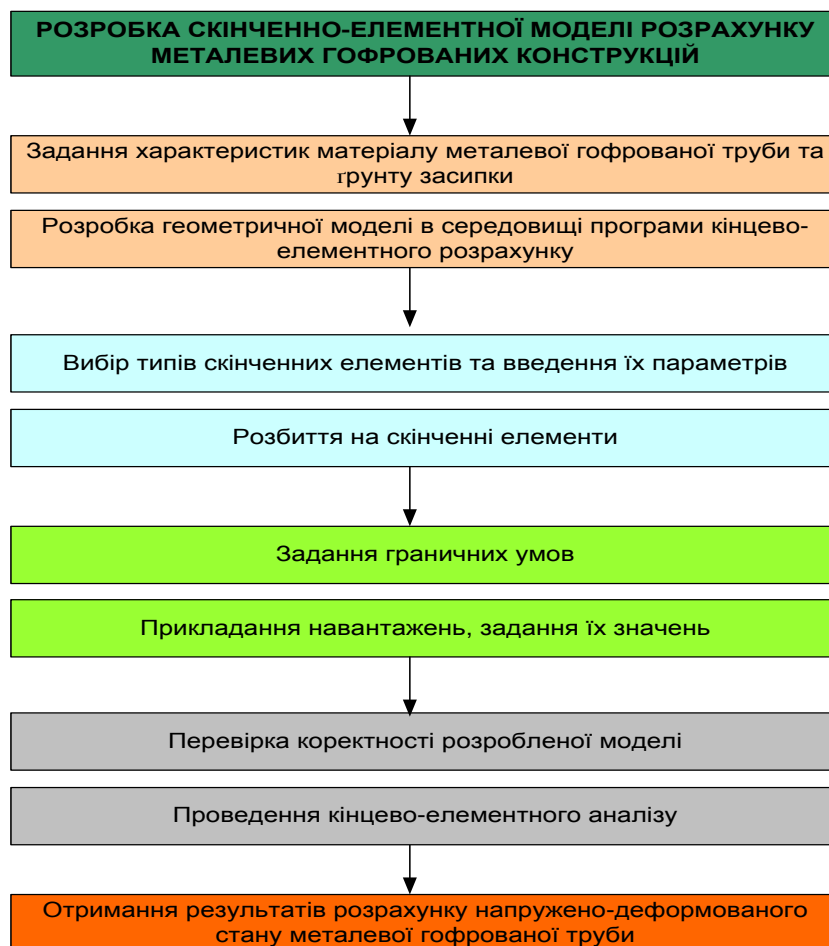 РОЗРОБКА СКІНЧЕННО-ЕЛЕМЕНТНОЇ МОДЕЛІ РОЗРАХУНКУ
МЕТАЛЕВИХ ГОФРОВАНИХ КОНСТРУКЦІЙ
Задання характеристик матеріалу металевої гофрованої труби та
ґрунту засипки
Розробка геометричної моделі в середовищі програми кінцево-
елементного розрахунку
Вибір типів скінченних елементів та введення їх параметрів
Розбиття на скінченні елементи
Задання граничних умов
Прикладання навантажень, задання їх значень
Перевірка коректності розробленої моделі
Проведення кінцево-елементного аналізу
Отримання результатів розрахунку напружено-деформованого
стану металевої гофрованої труби